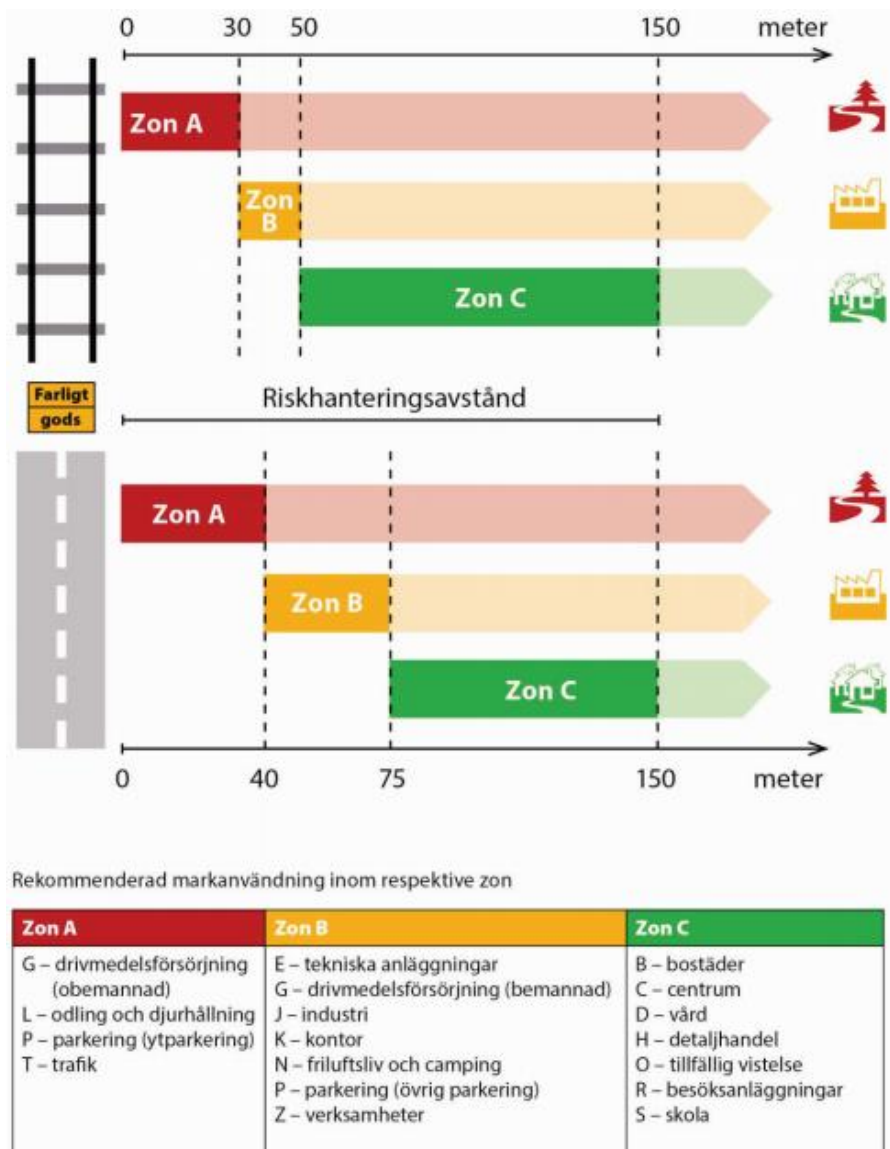 0 30 50 150 meter
Zon A
Zon
B
Zon C
Farligt
gods
Riskhanteringsavstånd
Zon A
Zon B
Zon C
0 40 75 150 meter
Rekommenderad markanvändning inom respektive zon
Zon A
G – drivmedelsförsörjning
(obemannad)
L – odling och djurhållning
P – parkering (ytparkering)
T – trafik
Zon B
E – tekniska anläggningar
G – drivmedelsförsörjning (bemannad)
J – industri
K – kontor
N – friluftsliv och camping
P – parkering (övrig parkering)
Z – verksamheter
Zon C
B – bostäder
C – centrum
D – vård
H – detaljhandel
O – tillfällig vistelse
R – besöksanläggningar
S – skola